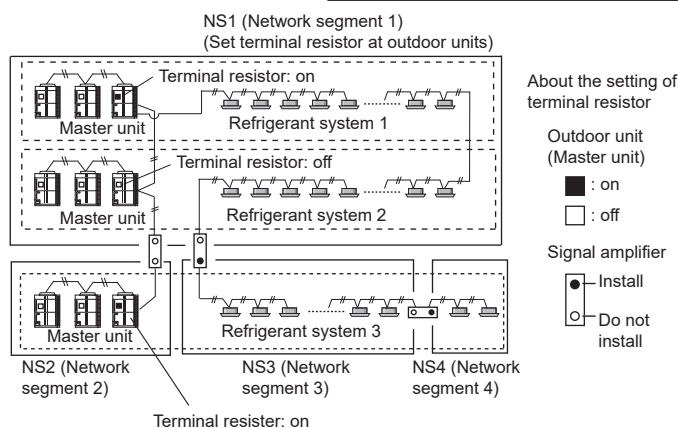 NS1 (Network segment 1)
(Set terminal resistor at outdoor units)
Terminal resistor: on
Master unit
Refrigerant system 1
Terminal resistor: off
Master unit
Refrigerant system 2
Master unit
Refrigerant system 3
NS2 (Network
segment 2)
NS3 (Network
segment 3)
NS4 (Network
segment 4)
Terminal resister: on
About the setting of
terminal resistor
Outdoor unit
(Master unit)
: on
: off
Signal amplifier
Install
Do not
install